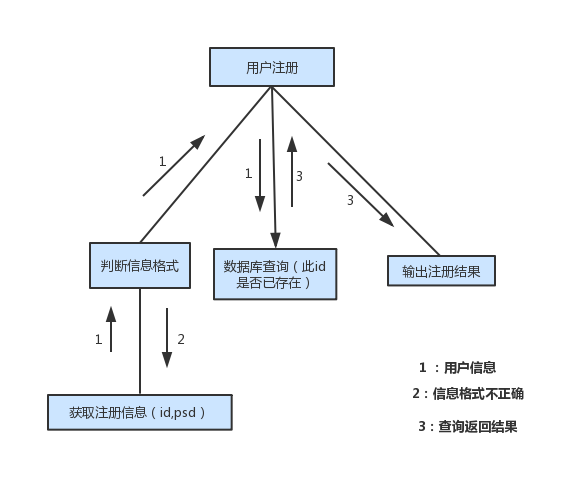 用户注册
1
1
3
3
判断信息格式
数据库查询（此id
是否已存在）
输出注册结果
1
2
获取注册信息（id,psd）
1 ：用户信息
2：信息格式不正确
3：查询返回结果